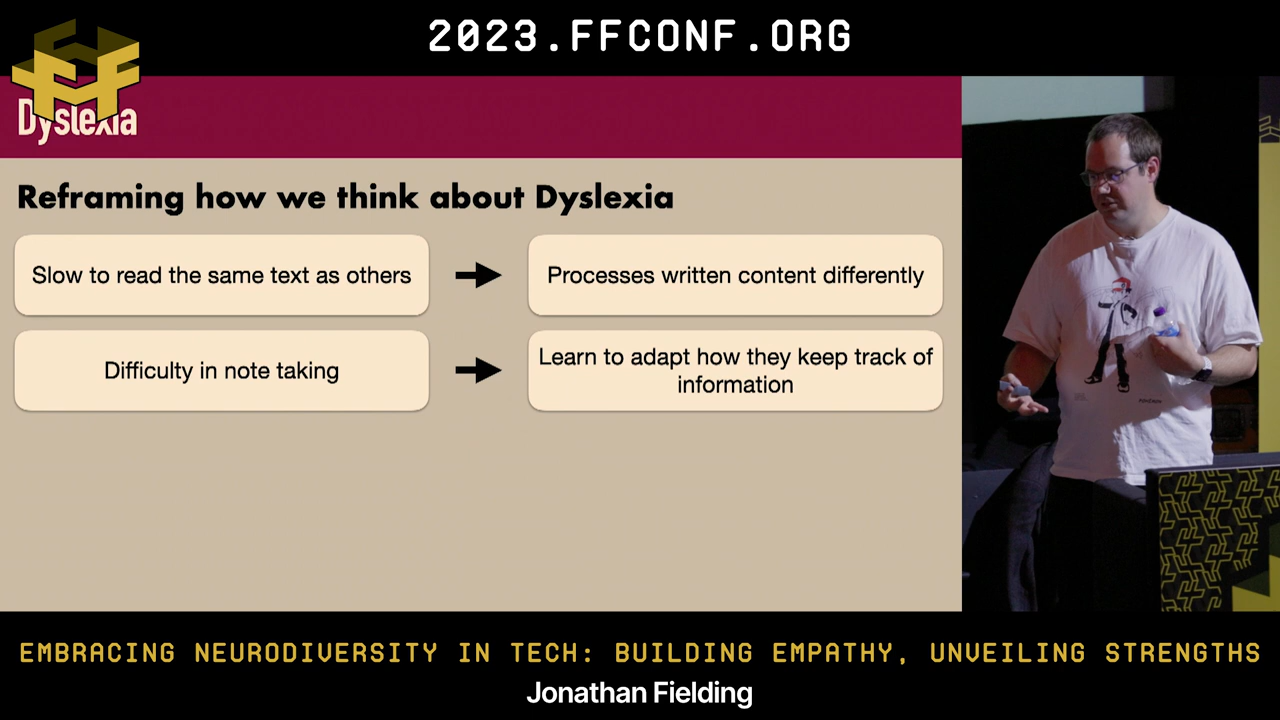 2023.FFCONF.ORG
Dyslexia
Reframing how we think about Dyslexia
Slow to read the same text as others
Processes written content differently
Difficulty in note taking
Learn to adapt how they keep track of
information
EMBRACING NEURODIVERSITY IN TECH: BUILDING EMPATHY, UNVEILING STRENGTHS
Jonathan Fielding